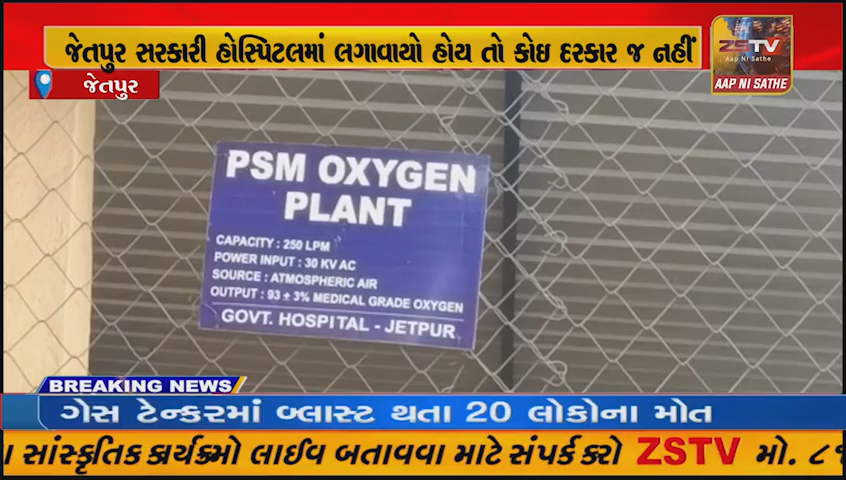 જેતપુર સરકારી હોસ્પિટલમાં લગાવાયો હોય તો કોઇ દરકાર જ નહીં
ZSTV
Aap Ni Sathe
AAP NI SATHE
જેતપુર
PSM OXYGEN
PLANT
CAPACITY : 250 LPM
POWER INPUT : 30 KV AC
SOURCE : ATMOSPHERIC AIR
OUTPUT : 93 ± 3% MEDICAL GRADE OXYGEN
GOVT. HOSPITAL - JETPUR
BREAKING NEWS
ગેસ ટેન્કરમાં બ્લાસ્ટ થતા 20 લોકોના મોત
સાંસ્કૃતિક કાર્યક્રમો લાઈવ બતાવવા માટે સંપર્ક કરો ZSTV મો.